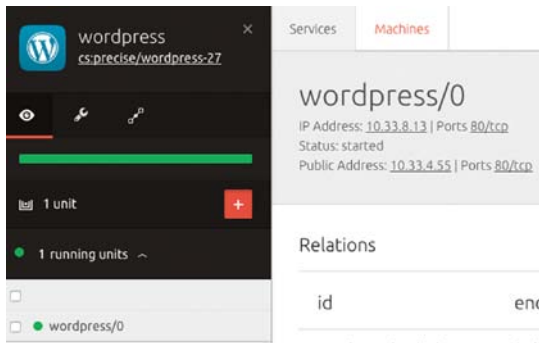 wordpress
cs:precise/wordpress-27
1 unit
+
1 running units
wordpress/0
Services Machines
wordpress/0
IP Address: 10.33.8.13 | Ports 80/tcp
Status: started
Public Address: 10.33.4.55 | Ports 80/tcp
Relations
id